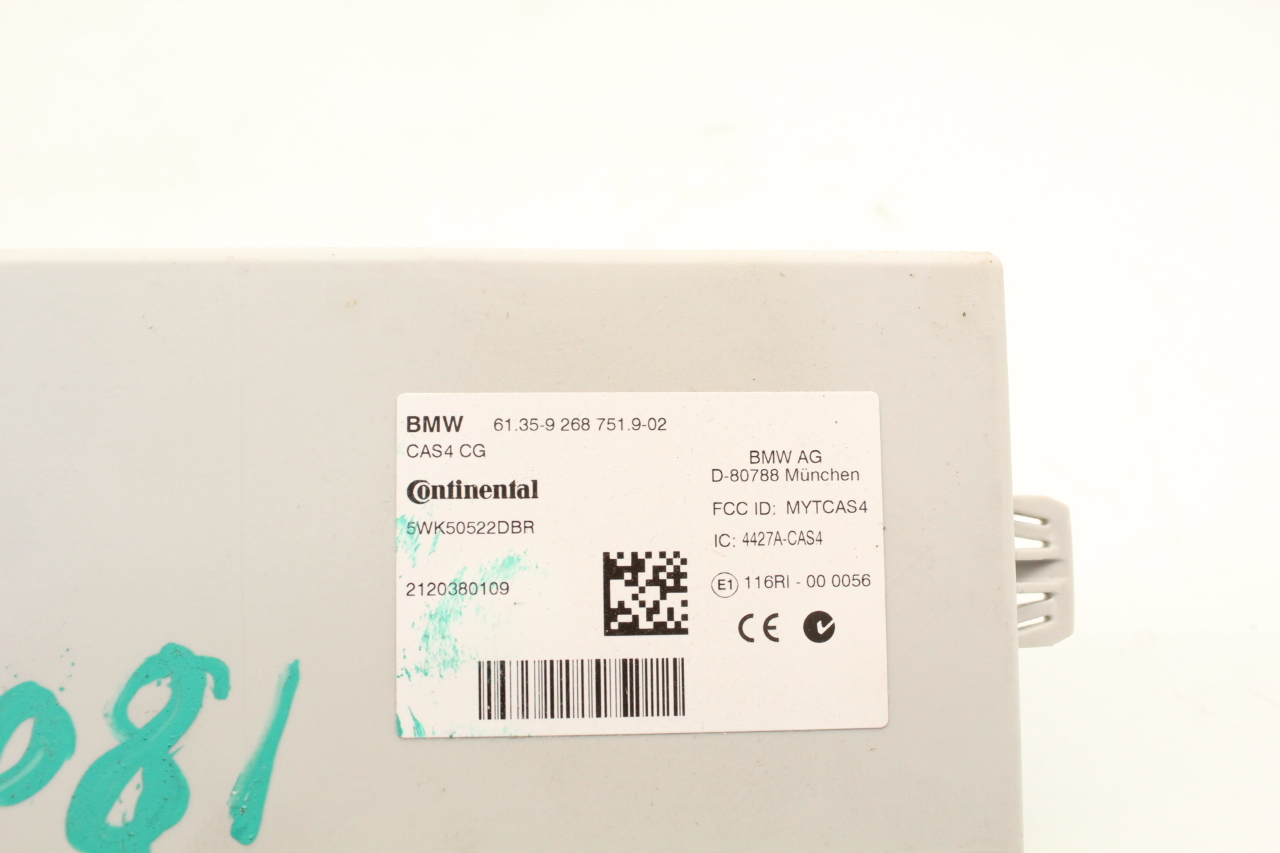 BMW 61.35-9 268 751.9-02
CAS4 CG
Continental
5WK50522DBR
2120380109
BMW AG
D-80788 München
FCC ID: MYTCAS4
IC: 4427A-CAS4
E1 116RI - 00 0056
CE
081